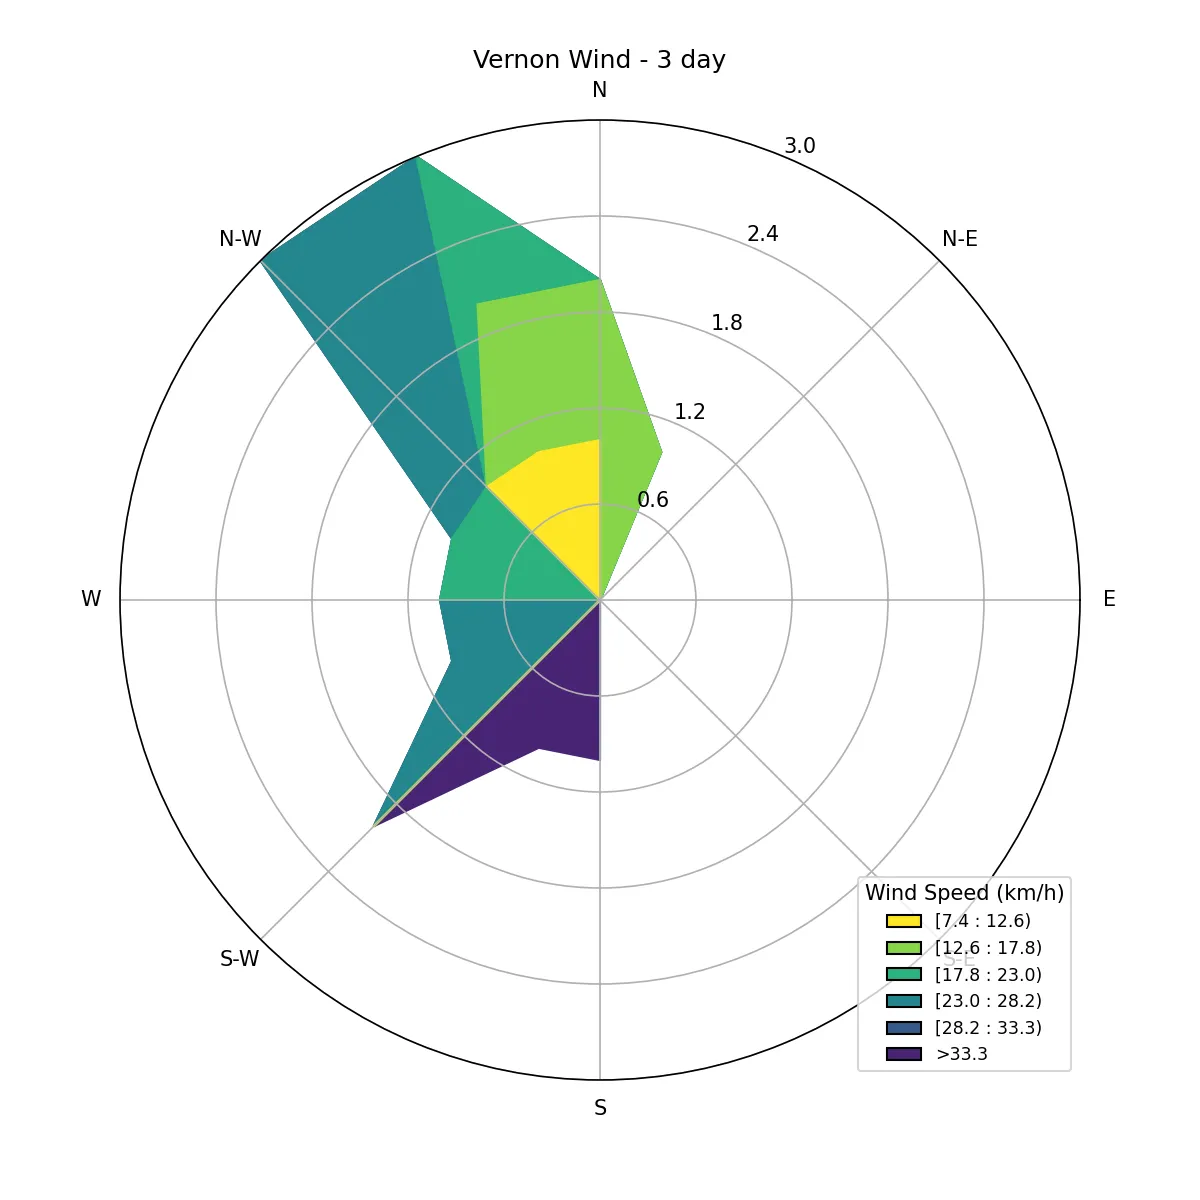 Vernon Wind - 3 day
N
3.0
N-W
2.4
N-E
1.8
1.2
0.6
W
E
S-W
S-E
S
Wind Speed (km/h)
[7.4 : 12.6)
[12.6 : 17.8)
[17.8 : 23.0)
[23.0 : 28.2)
[28.2 : 33.3)
>33.3